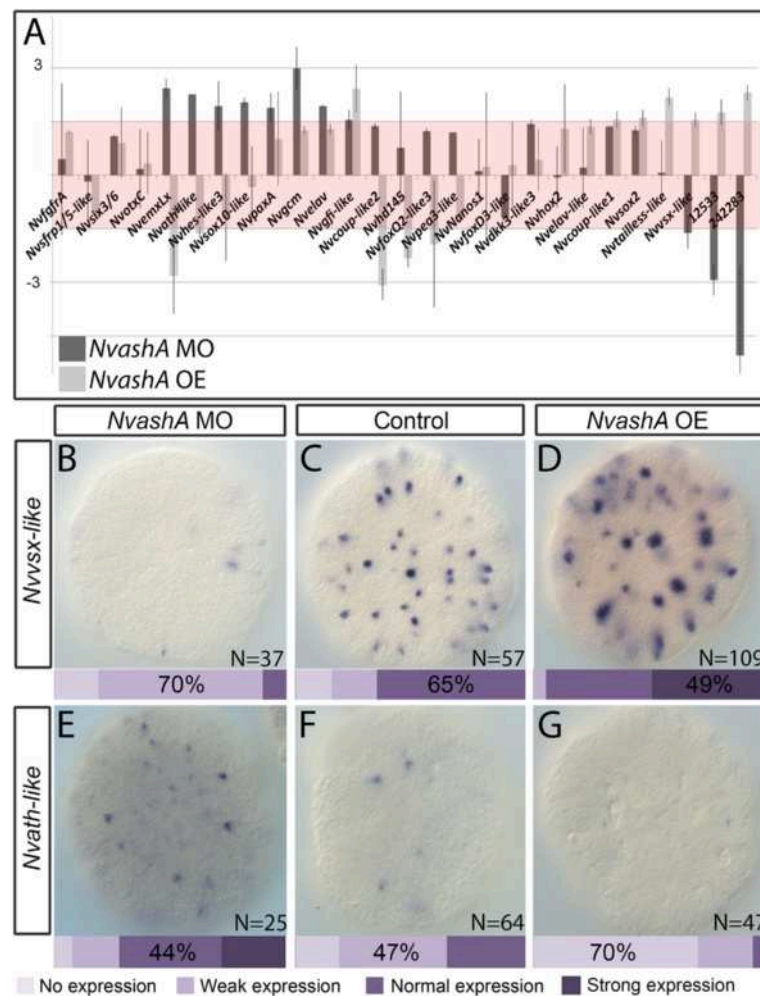 A
3
-3
NvfgfrA
Nvsfrp1/5-like
Nvsix3/6
NvotxC
NvemxLx
Nvath-like
Nvhes-like3
Nvsox10-like
NvpaxA
Nvgcm
Nvelav
Nvgfi-like
Nvcoup-like2
Nvhd145
NvfoxQ2-like3
Nvpea3-like
NvNanos1
NvfoxD3-like
Nvdkk3-like3
Nvhox2
Nvelav-like
Nvcoup-like1
Nvsox2
Nvtailless-like
Nvvsx-like
12533
242283
NvashA MO
NvashA OE
NvashA MO
Control
NvashA OE
Nvvsx-like
B
C
D
N=37
N=57
N=109
70%
65%
49%
Nvath-like
E
F
G
N=25
N=64
N=47
44%
47%
70%
No expression
Weak expression
Normal expression
Strong expression